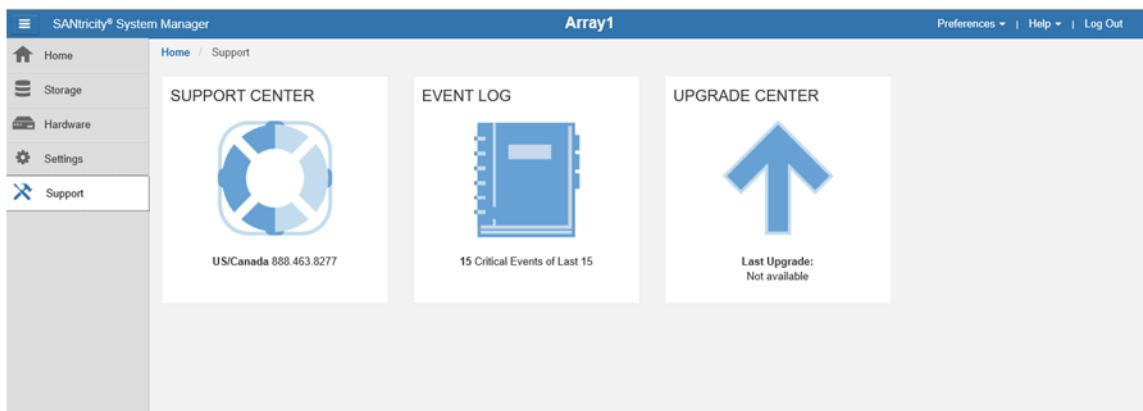 SANtricity® System Manager
Array1
Preferences | Help | Log Out
Home
Storage
Hardware
Settings
Support
Home / Support
SUPPORT CENTER
US/Canada 888.463.8277
EVENT LOG
15 Critical Events of Last 15
UPGRADE CENTER
Last Upgrade:
Not available